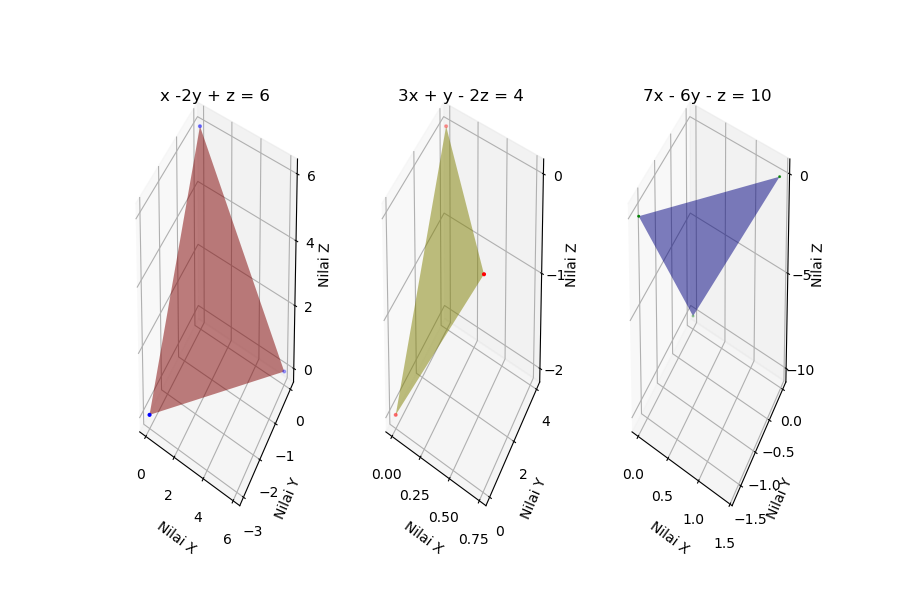 x -2y + z = 6
6
4
2
0
Nilai Z
0
2
4
6
Nilai X
0
−1
−2
−3
Nilai Y
3x + y - 2z = 4
0
−1
−2
Nilai Z
0.00
0.25
0.50
0.75
Nilai X
4
2
0
Nilai Y
7x - 6y - z = 10
0
−5
−10
Nilai Z
0.0
0.5
1.0
1.5
Nilai X
0.0
−0.5
−1.0
−1.5
Nilai Y